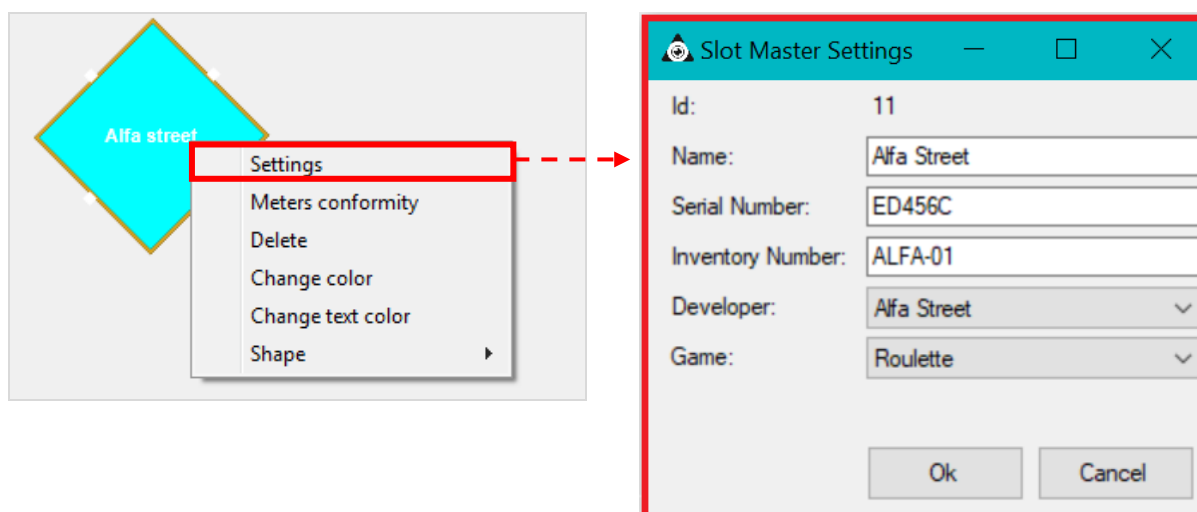 Alfa street
Settings
Meters conformity
Delete
Change color
Change text color
Shape
Slot Master Settings
Id: 11
Name: Alfa Street
Serial Number: ED456C
Inventory Number: ALFA-01
Developer: Alfa Street
Game: Roulette
Ok Cancel